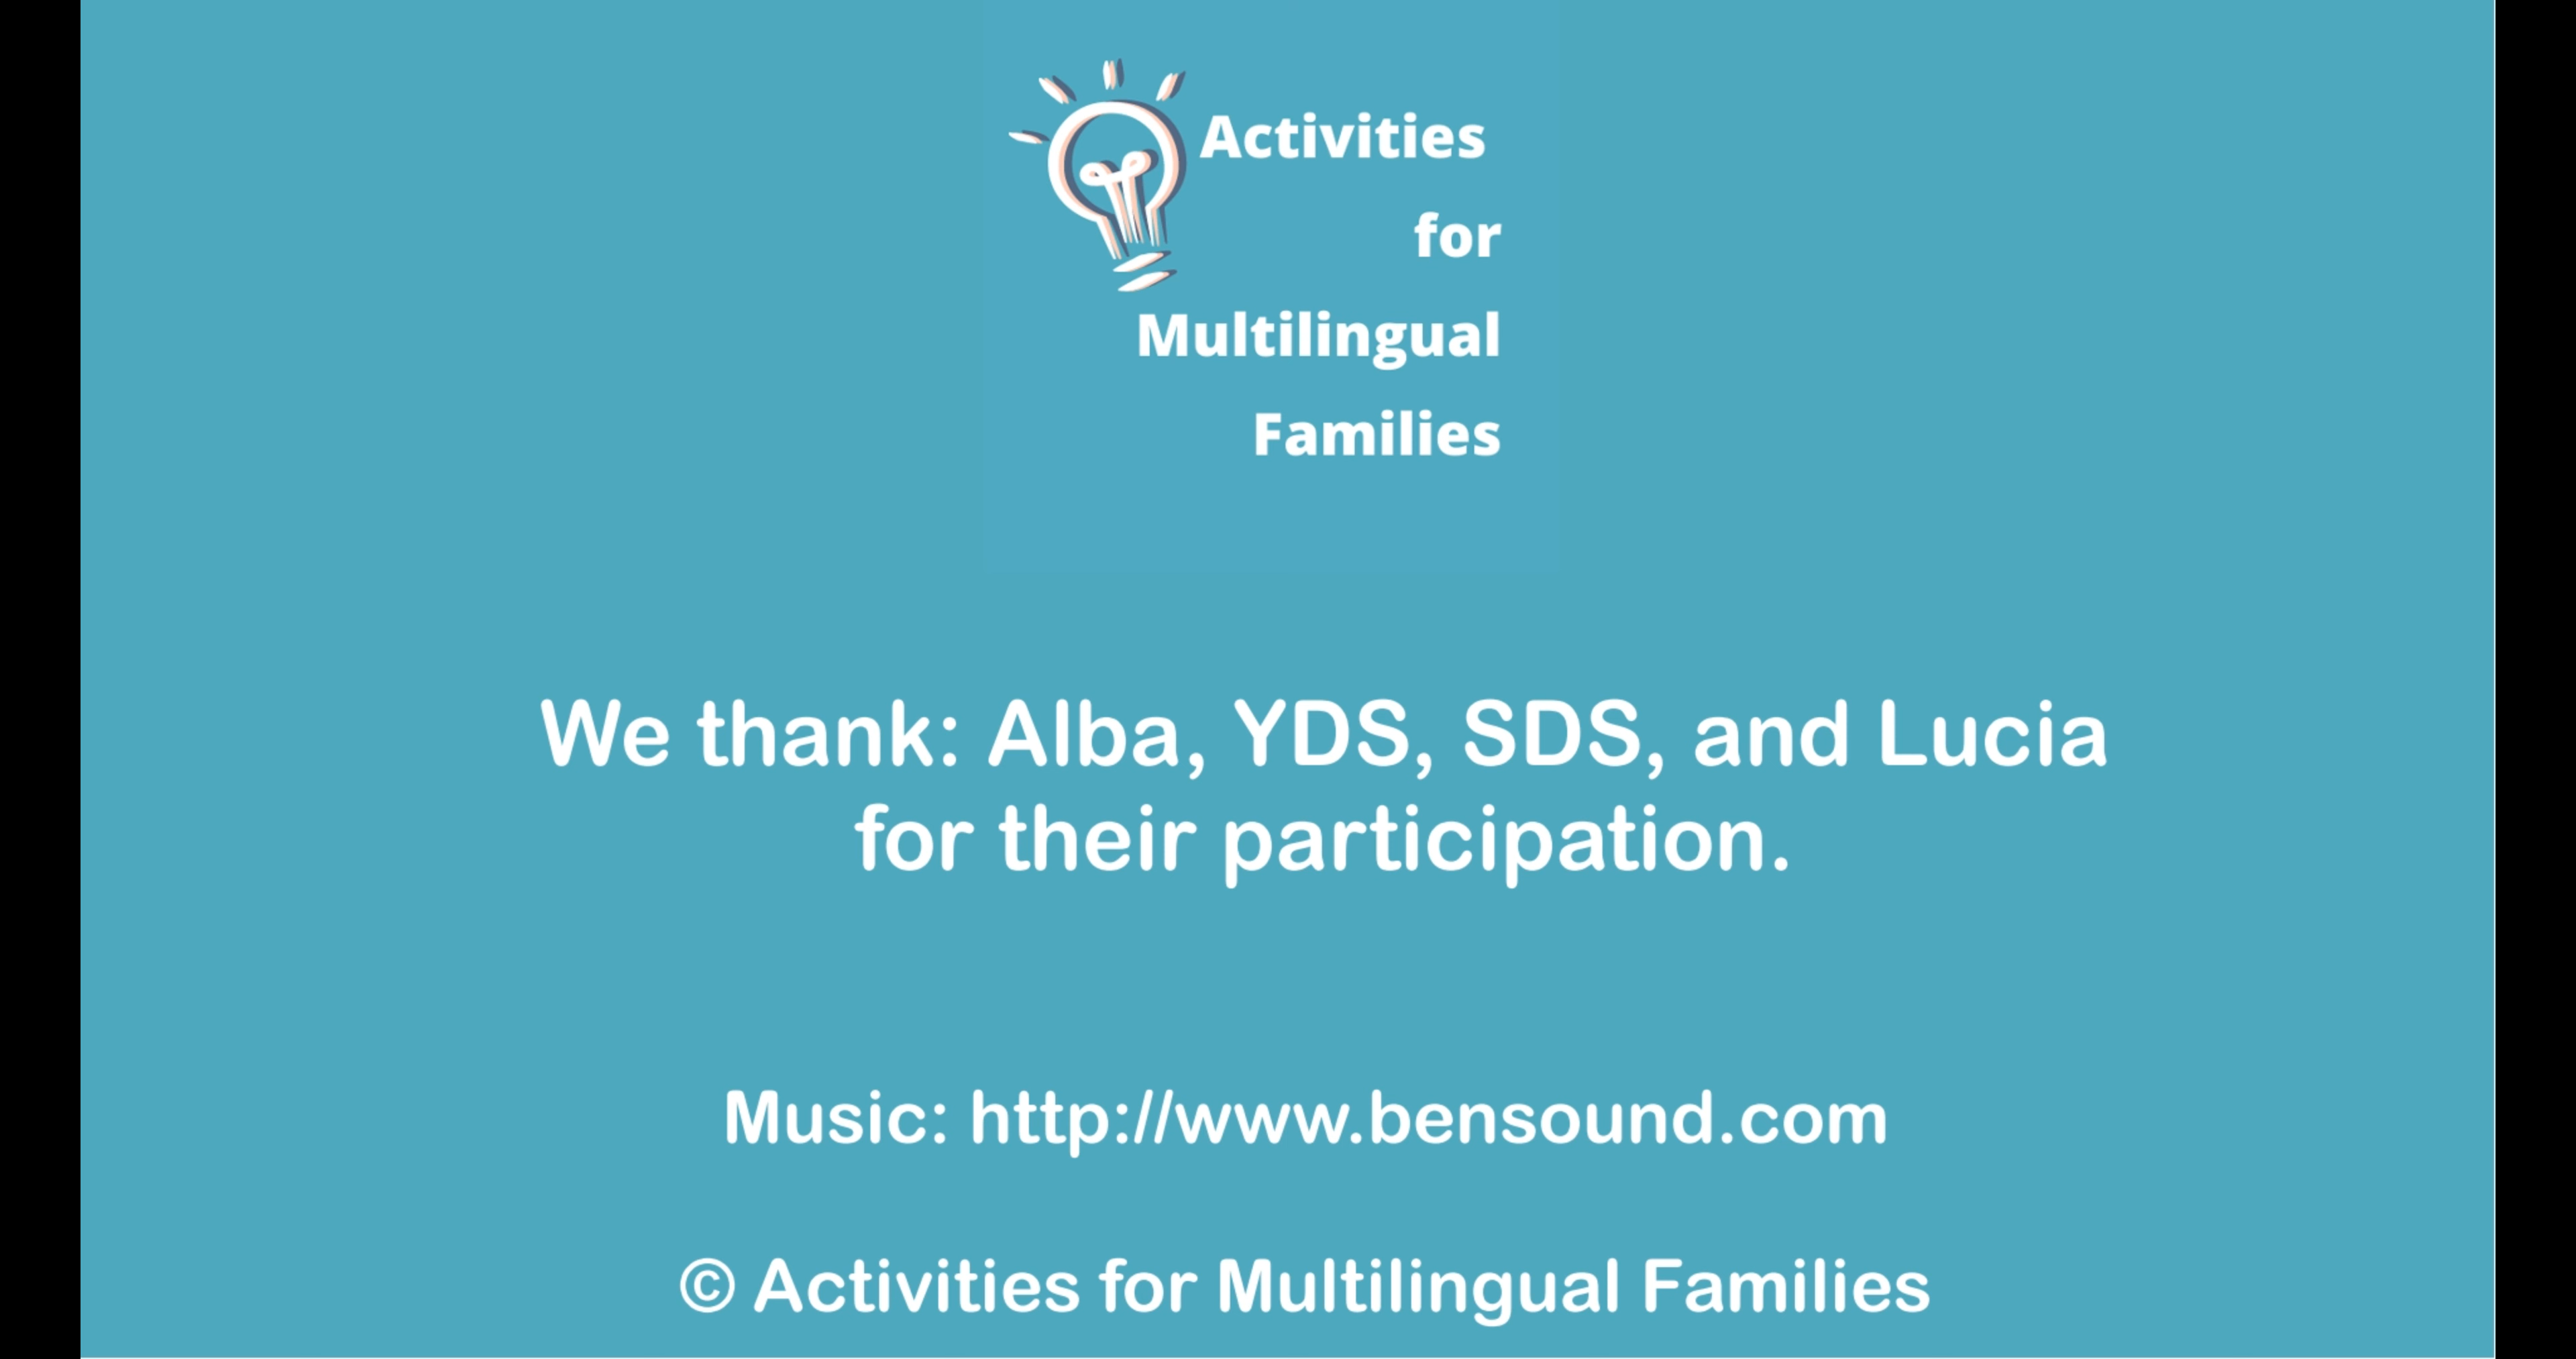 Activities
for
Multilingual
Families
We thank: Alba, YDS, SDS, and Lucia
for their participation.
Music: http://www.bensound.com
© Activities for Multilingual Families